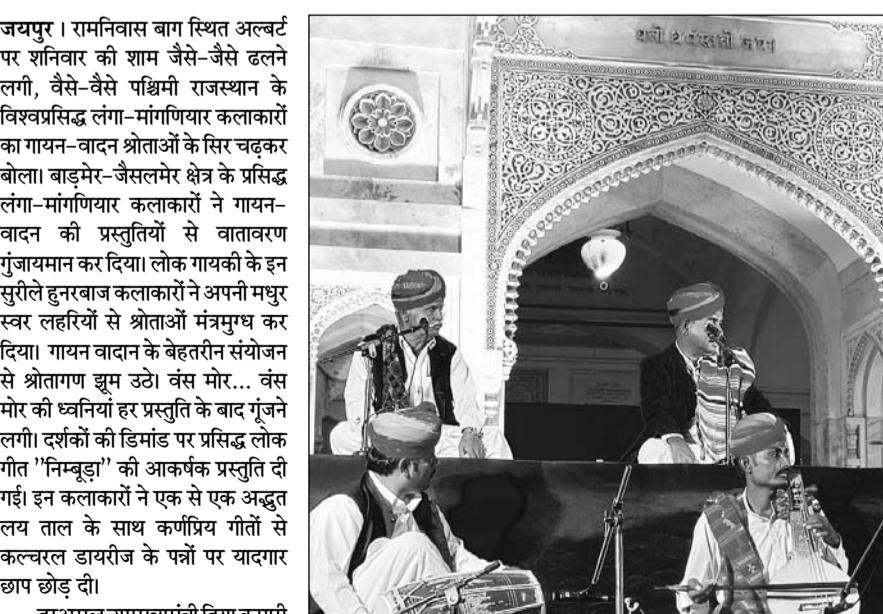 जयपुर । रामनिवास बाग स्थित अल्बर्ट
पर शनिवार की शाम जैसे-जैसे ढलने
लगी, वैसे-वैसे पश्चिमी राजस्थान के
विश्वप्रसिद्ध लंगा-मांगणियार कलाकारों
का गायन-वादन श्रोताओं के सिर चढ़कर
बोला। बाड़मेर-जैसलमेर क्षेत्र के प्रसिद्ध
लंगा-मांगणियार कलाकारों ने गायन-
वादन की प्रस्तुतियों से वातावरण
गुंजायमान कर दिया। लोक गायकी के इन
सुरीले हुनरबाज कलाकारों ने अपनी मधुर
स्वर लहरियों से श्रोताओं मंत्रमुग्ध कर
दिया। गायन वादान के बेहतरीन संयोजन
से श्रोतागण झूम उठे। वंस मोर... वंस
मोर की ध्वनियां हर प्रस्तुति के बाद गूंजने
लगी। दर्शकों की डिमांड पर प्रसिद्ध लोक
गीत ''निम्बूड़ा'' की आकर्षक प्रस्तुति दी
गई। इन कलाकारों ने एक से एक अद्भुत
लय ताल के साथ कर्णप्रिय गीतों से
कल्चरल डायरीज के पन्नों पर यादगार
छाप छोड़ दी।